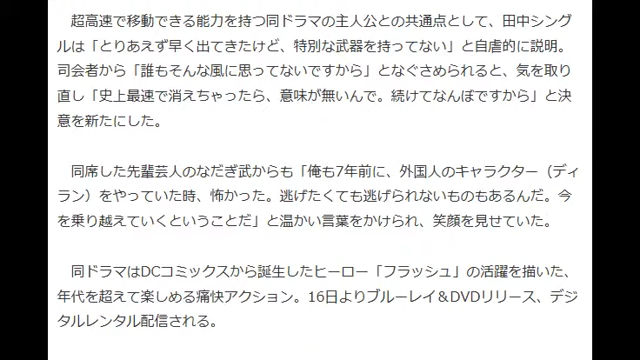 超高速で移動できる能力を持つ同ドラマの主人公との共通点として、田中シング
ルは「とりあえず早く出てきたけど、特別な武器を持ってない」と自虐的に説明。
司会者から「誰もそんな風に思ってないですから」となぐさめられると、気を取り
直し「史上最速で消えちゃったら、意味が無いんで。続けてなんぼですから」と決
意を新たにした。
同席した先輩芸人のなだぎ武からも「俺も7年前に、外国人のキャラクター（ディ
ラン）をやっていた時、怖かった。逃げたくても逃げられないものもあるんだ。今
を乗り越えていくということだ」と温かい言葉をかけられ、笑顔を見せていた。
同ドラマはDCコミックスから誕生したヒーロー「フラッシュ」の活躍を描いた、
年代を超えて楽しめる痛快アクション。16日よりブルーレイ＆DVDリリース、デジ
タルレンタル配信される。